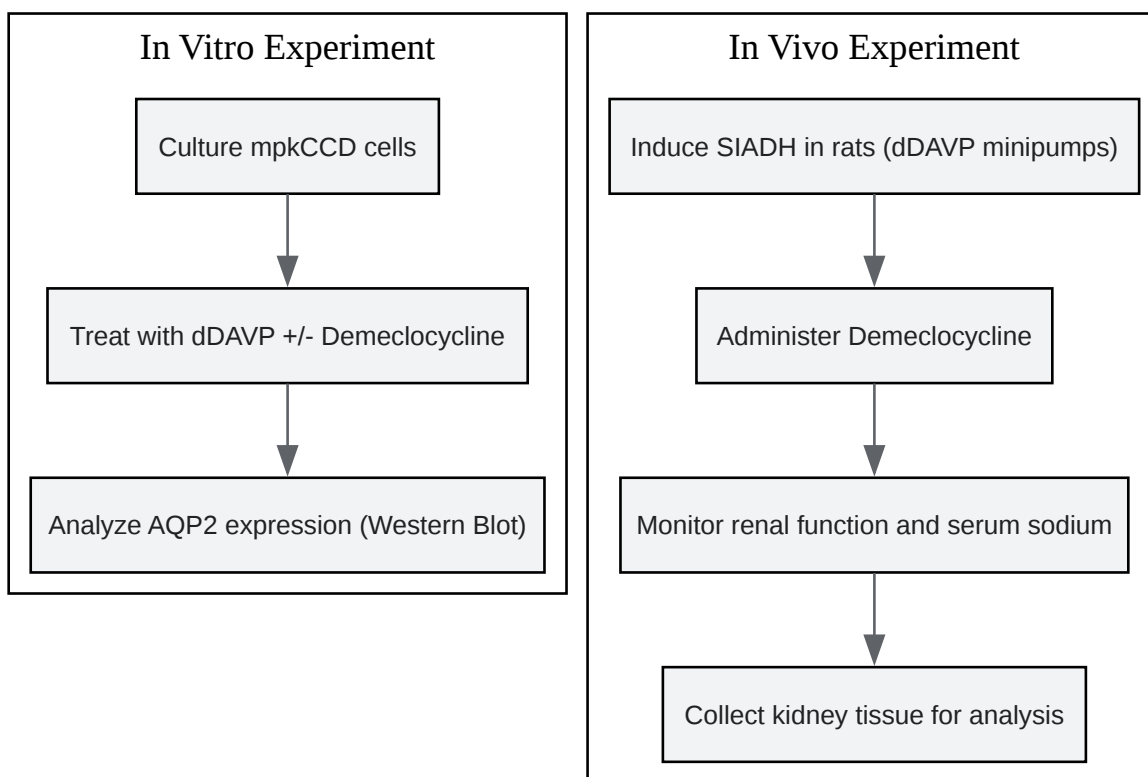 In Vitro Experiment
Culture mpkCCD cells
Treat with dDAVP +/- Demeclocycline
Analyze AQP2 expression (Western Blot)
In Vivo Experiment
Induce SIADH in rats (dDAVP minipumps)
Administer Demeclocycline
Monitor renal function and serum sodium
Collect kidney tissue for analysis